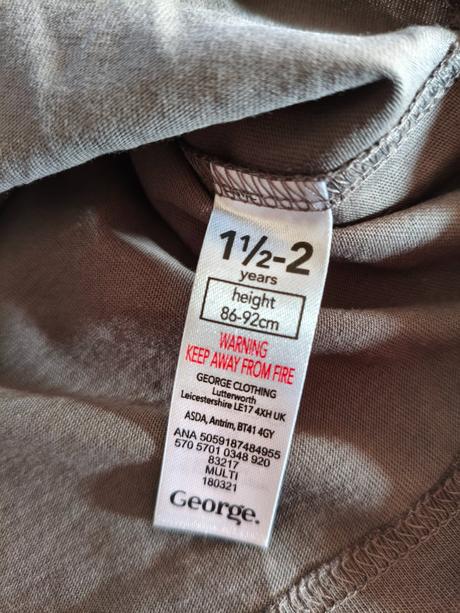 1½-2
years
height
86-92cm
WARNING
KEEP AWAY FROM FIRE
GEORGE CLOTHING
Lutterworth
Leicestershire LE17 4XH UK
ASDA, Antrim, BT41 4GY
ANA 5059187484955
570 5701 0348 920
83217
MULTI
180321
George.